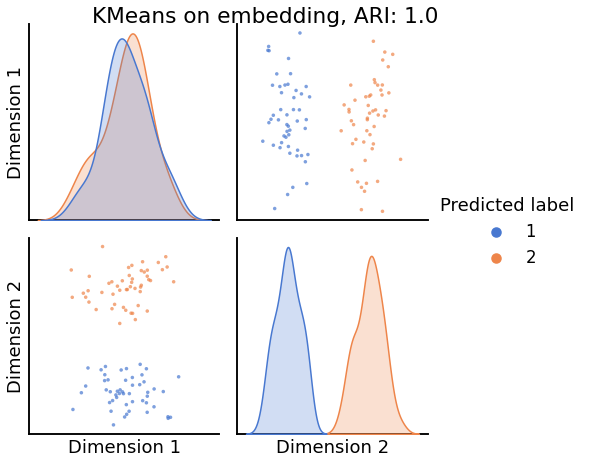 KMeans on embedding, ARI: 1.0
Dimension 1
Predicted label
1
2
Dimension 2
Dimension 1
Dimension 2